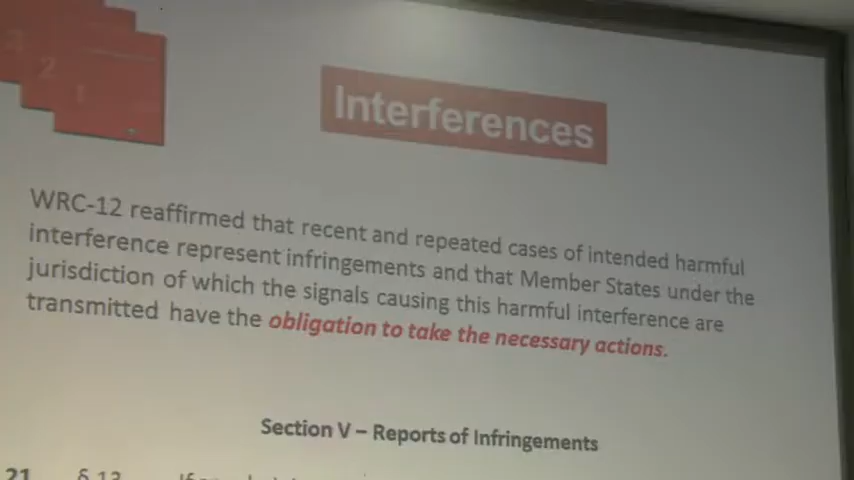 Interferences
WRC-12 reaffirmed that recent and repeated cases of intended harmful
interference represent infringements and that Member States under the
jurisdiction of which the signals causing this harmful interference are
transmitted have the obligation to take the necessary actions.
Section V – Reports of Infringements
21 § 13